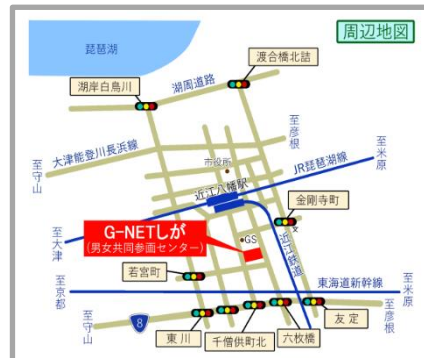 周辺地図
琵琶湖
渡合橋北詰
湖岸白鳥川
湖周道路
大津能登川長浜線
至守山
市役所
至彦根
至米原
JR琵琶湖線
近江八幡駅
金剛寺町
G-NETしが
(男女共同参画センター)
GS
至大津
近江鉄道
若宮町
東海道新幹線
至京都
至米原
至守山
8
東川
千僧供町北
六枚橋
友定
至彦根